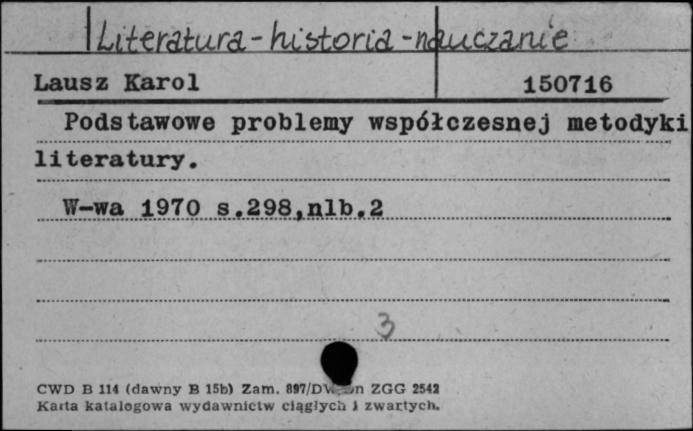 Literatura - historia - nauczanie
Lausz Karol 150716
Podstawowe problemy współczesnej metodyki
literatury.
W-wa 1970 s.298,nlb.2
3
CWD B 114 (dawny B 15b) Zam. 897/ ZGG 2542
Karta katalogowa wydawnictw ciągłych i zwartych.